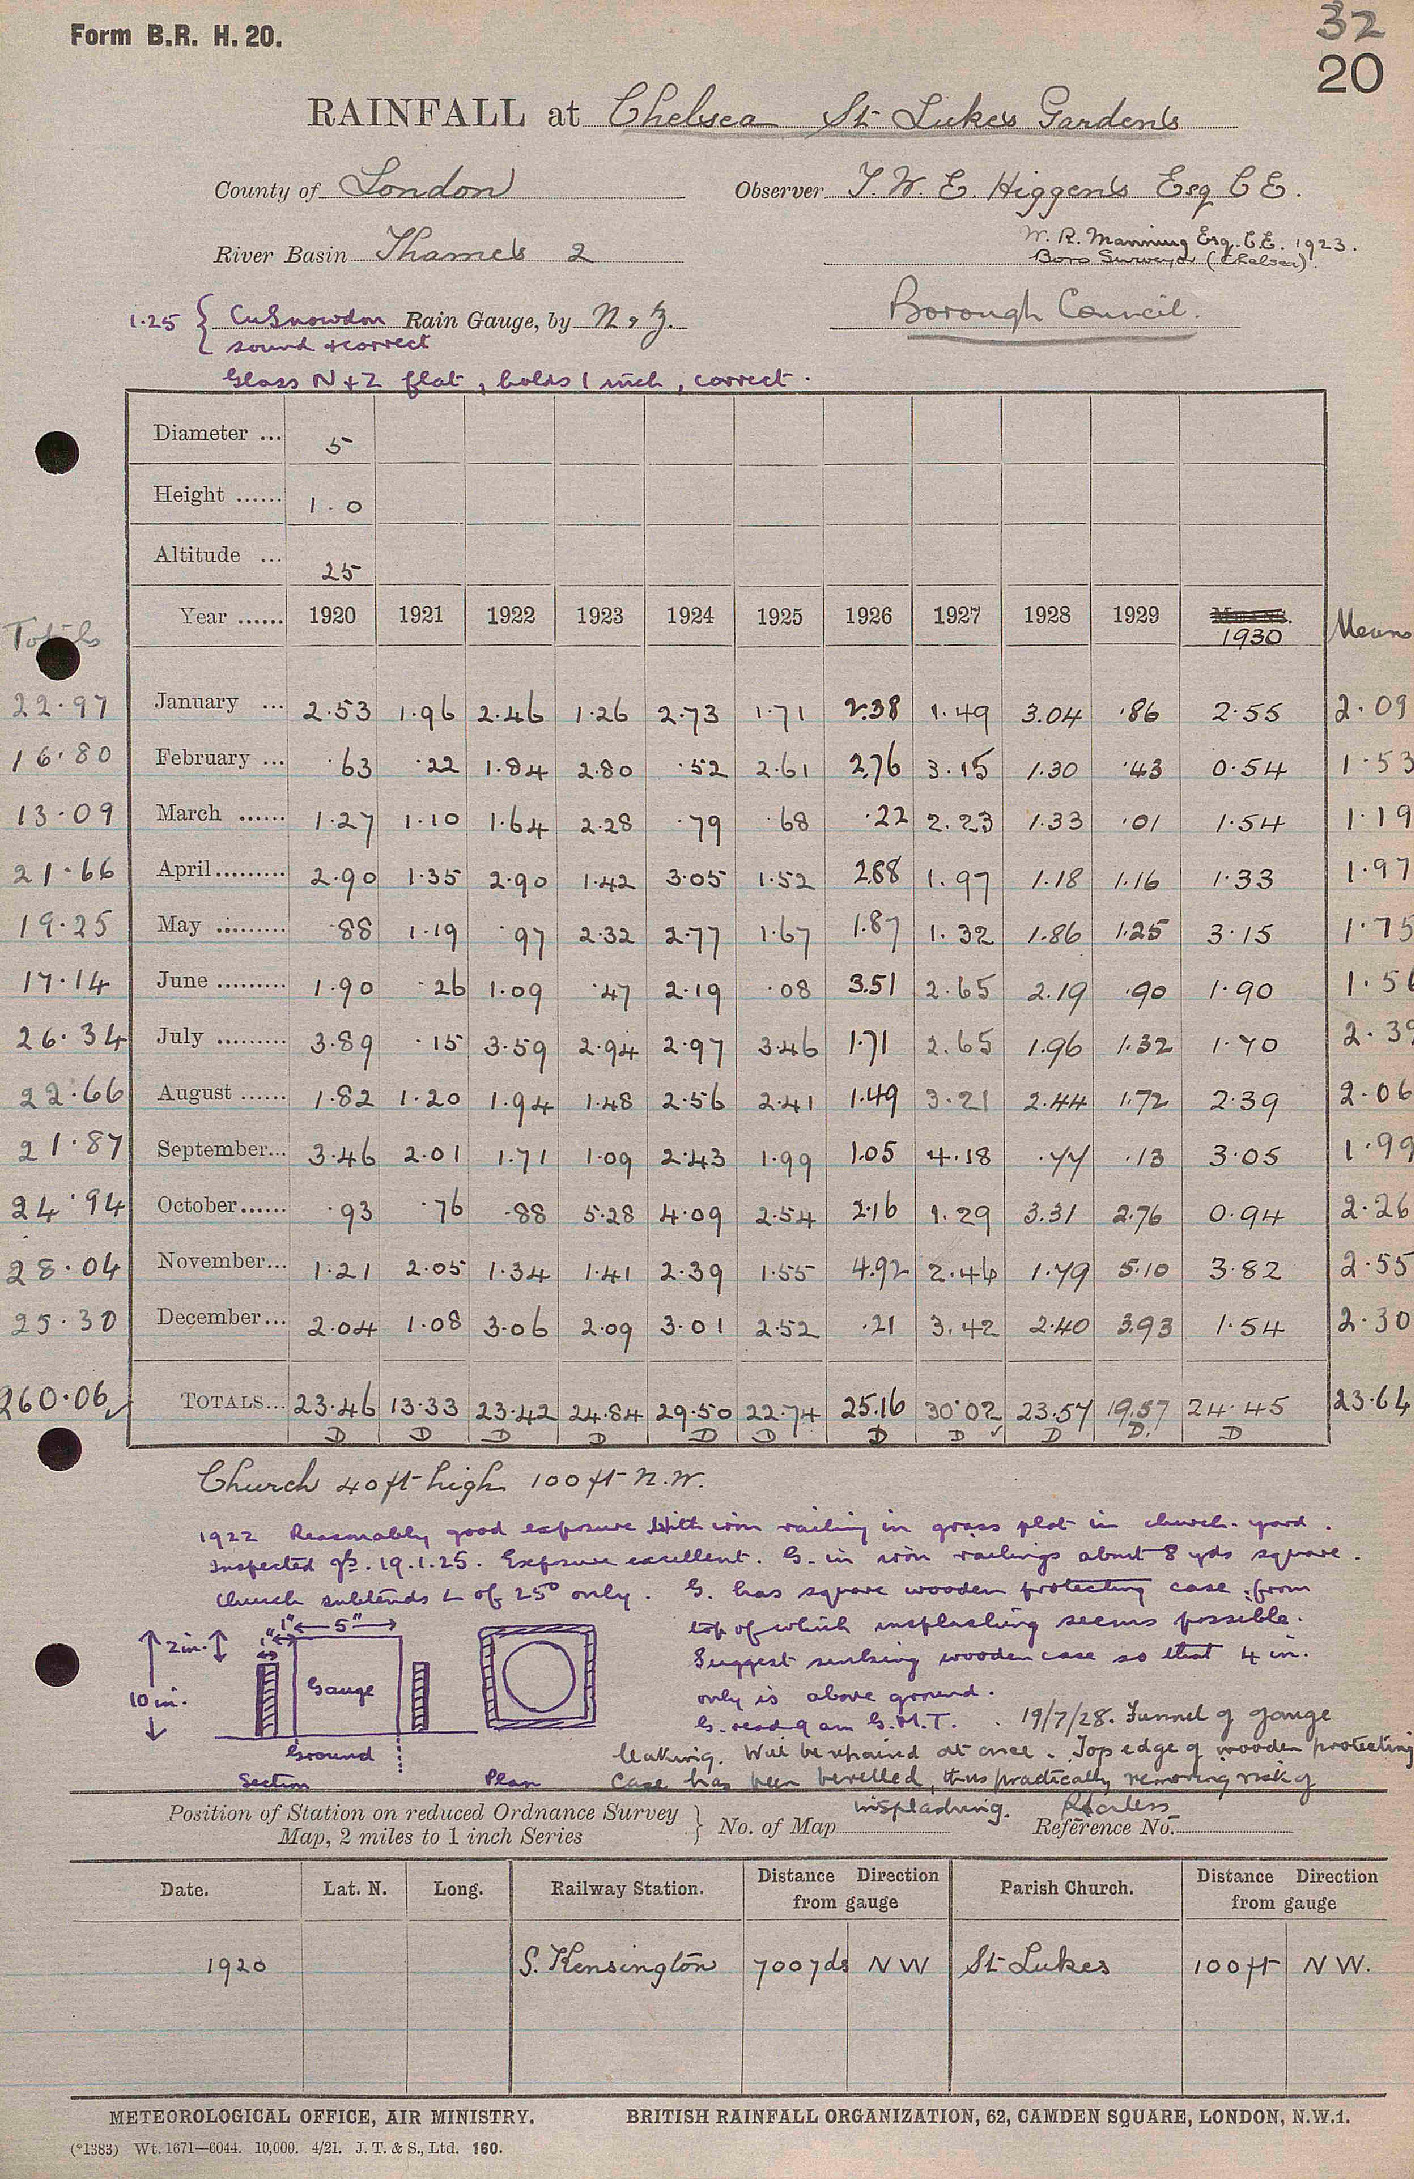 Form B.R. H. 20.
32
20
RAINFALL at Chelsea St Lukes Gardens
County of London Observer T. W. E. Higgens Esq C E.
W. R. Manning Esq. C.E. 1923.
River Basin Thames 2 Boro Surveyor (Chelsea).
1.25 { Cu Snowdon Rain Gauge, by N & Z. Borough Council.
sound & correct
Glass N & Z flat, holds 1 inch, correct.
Diameter ... 5
Height ...... 1.0
Altitude ... 25
Totals Year ...... 1920 1921 1922 1923 1924 1925 1926 1927 1928 1929 1930 Means
22.97 January ... 2.53 1.96 2.46 1.26 2.73 1.71 2.38 1.49 3.04 .86 2.55 2.09
16.80 February ... .63 .22 1.84 2.80 .52 2.61 2.76 3.15 1.30 .43 0.54 1.53
13.09 March ...... 1.27 1.10 1.64 2.28 .79 .68 .22 2.23 1.33 .01 1.54 1.19
21.66 April ......... 2.90 1.35 2.90 1.42 3.05 1.52 2.88 1.97 1.18 1.16 1.33 1.97
19.25 May ......... .88 1.19 .97 2.32 2.77 1.67 1.87 1.32 1.86 1.25 3.15 1.75
17.14 June ......... 1.90 .26 1.09 .47 2.19 .08 3.51 2.65 2.19 .90 1.90 1.56
26.34 July ......... 3.89 .15 3.59 2.94 2.97 3.46 1.71 2.65 1.96 1.32 1.70 2.39
22.66 August ...... 1.82 1.20 1.94 1.48 2.56 2.41 1.49 3.21 2.44 1.72 2.39 2.06
21.87 September... 3.46 2.01 1.71 1.09 2.43 1.99 1.05 4.18 .77 .13 3.05 1.99
24.94 October...... .93 .76 .88 5.28 4.09 2.54 2.16 1.29 3.31 2.76 0.94 2.26
28.04 November... 1.21 2.05 1.34 1.41 2.39 1.55 4.92 2.46 1.79 5.10 3.82 2.55
25.30 December... 2.04 1.08 3.06 2.09 3.01 2.52 .21 3.42 2.40 3.93 1.54 2.30
260.06 TOTALS... 23.46 13.33 23.42 24.84 29.50 22.74 25.16 30.02 23.57 19.57 24.45 23.64
D D D D D D D D D D. D
Church 40 ft high 100 ft N.W.
1922 Reasonably good exposure with iron railing in grass plot in church-yard.
Inspected 19.1.25. Exposure excellent. G. in iron railings about 8 yds square.
Church subtends ∠ of 25° only. G. has square wooden protecting case, from
top of which insplashing seems possible.
Suggest sinking wooden case so that 4 in.
only is above ground.
G. read 9 am G.M.T. . 19/7/28. Funnel of gauge
leaking. Will be repaired at once. Top edge of wooden protecting
case has been bevelled, thus practically removing risk of
insplashing.
2 in. 1" 5"
1"
10 in.
Gauge
Ground
Section Plan
Position of Station on reduced Ordnance Survey
Map, 2 miles to 1 inch Series } No. of Map Reference No.
Date. Lat. N. Long. Railway Station. Distance Direction from gauge Parish Church. Distance Direction from gauge
1920 S. Kensington 700 yds NW St Lukes 100 ft NW.
METEOROLOGICAL OFFICE, AIR MINISTRY. BRITISH RAINFALL ORGANIZATION, 62, CAMDEN SQUARE, LONDON, N.W.1.
(*1383) Wt. 1671—6044. 10,000. 4/21. J. T. & S., Ltd. 160.